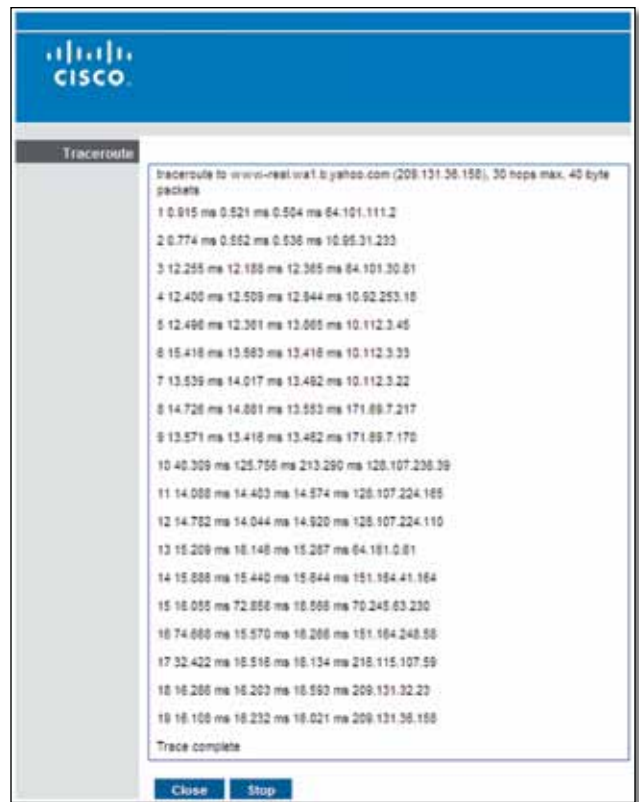 CISCO
Traceroute
traceroute to www-real.wa1.b.yahoo.com (209.131.36.158), 30 hops max, 40 byte
packets
1 0.915 ms 0.521 ms 0.504 ms 64.101.111.2
2 0.774 ms 0.552 ms 0.536 ms 10.95.31.233
3 12.255 ms 12.188 ms 12.365 ms 64.101.30.81
4 12.400 ms 12.509 ms 12.844 ms 10.92.253.18
5 12.496 ms 12.361 ms 13.865 ms 10.112.3.45
6 15.416 ms 13.563 ms 13.416 ms 10.112.3.33
7 13.539 ms 14.017 ms 13.492 ms 10.112.3.22
8 14.726 ms 14.881 ms 13.553 ms 171.69.7.217
9 13.571 ms 13.416 ms 13.462 ms 171.69.7.170
10 40.309 ms 125.756 ms 213.290 ms 128.107.236.39
11 14.088 ms 14.403 ms 14.574 ms 128.107.224.165
12 14.782 ms 14.044 ms 14.920 ms 128.107.224.110
13 15.209 ms 16.146 ms 15.287 ms 64.161.0.61
14 15.886 ms 15.440 ms 15.844 ms 151.164.41.164
15 16.055 ms 72.858 ms 16.566 ms 70.245.63.230
16 74.688 ms 15.570 ms 16.266 ms 151.164.248.58
17 32.422 ms 16.516 ms 16.134 ms 216.115.107.59
18 16.286 ms 16.203 ms 16.593 ms 209.131.32.23
19 16.108 ms 16.232 ms 16.021 ms 209.131.36.158
Trace complete
Close
Stop